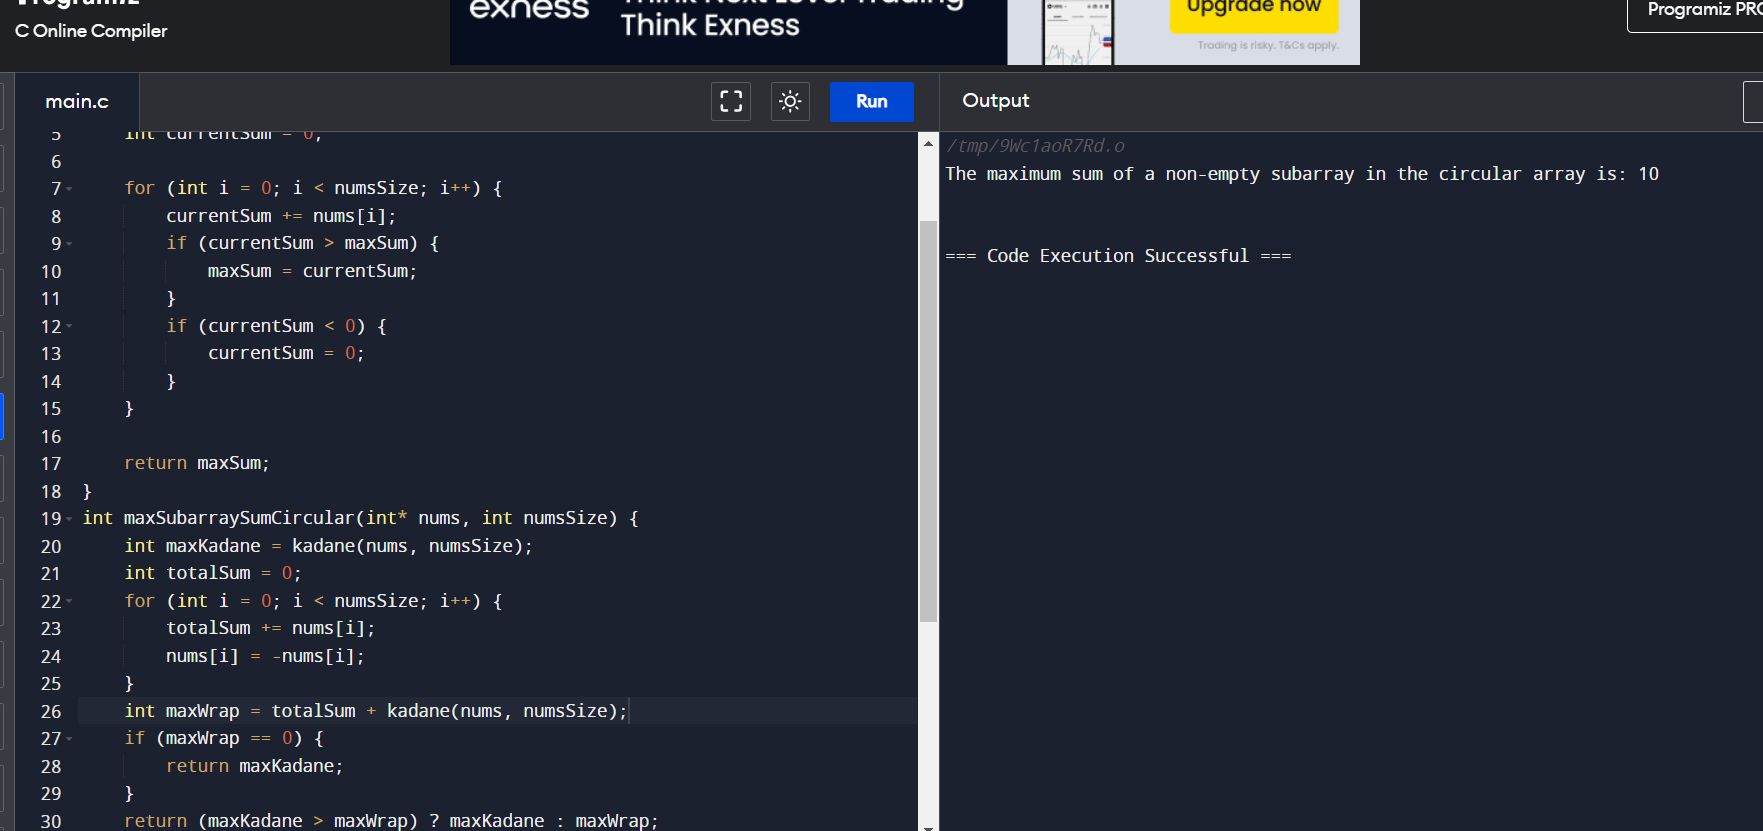 C Online Compiler
exness
Think Exness
Upgrade now
Trading is risky. T&Cs apply.
Programiz PRO
main.c
Run
Output
5 int currentSum = 0;
6
7 for (int i = 0; i < numsSize; i++) {
8 currentSum += nums[i];
9 if (currentSum > maxSum) {
10 maxSum = currentSum;
11 }
12 if (currentSum < 0) {
13 currentSum = 0;
14 }
15 }
16
17 return maxSum;
18 }
19 int maxSubarraySumCircular(int* nums, int numsSize) {
20 int maxKadane = kadane(nums, numsSize);
21 int totalSum = 0;
22 for (int i = 0; i < numsSize; i++) {
23 totalSum += nums[i];
24 nums[i] = -nums[i];
25 }
26 int maxWrap = totalSum + kadane(nums, numsSize);
27 if (maxWrap == 0) {
28 return maxKadane;
29 }
30 return (maxKadane > maxWrap) ? maxKadane : maxWrap;
/tmp/9Wc1aoR7Rd.o
The maximum sum of a non-empty subarray in the circular array is: 10
=== Code Execution Successful ===